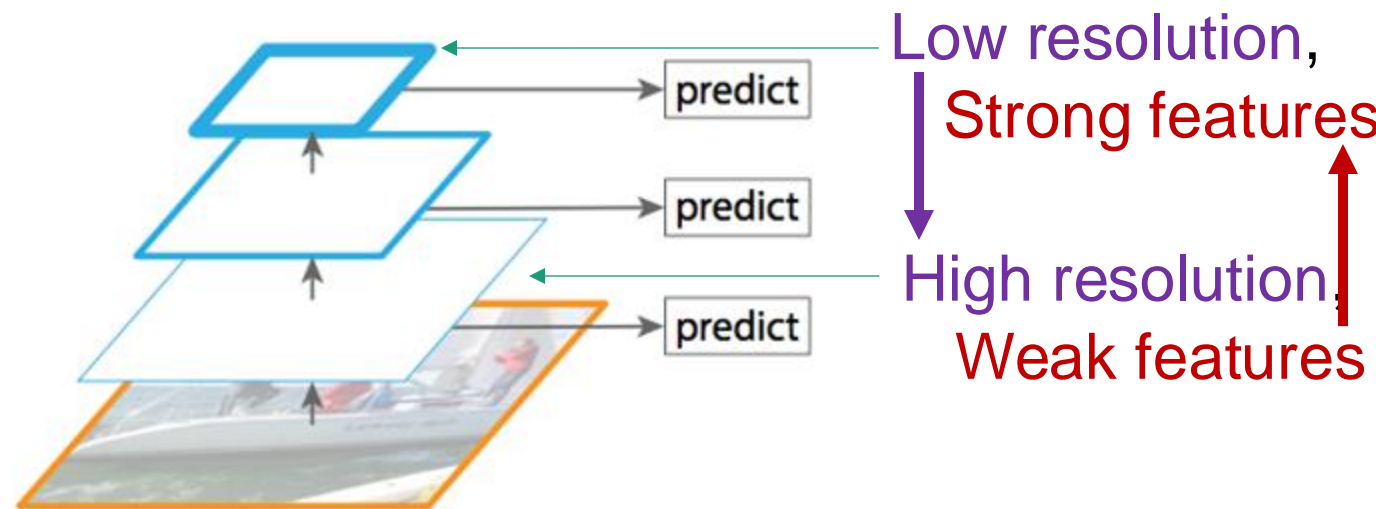 predict
predict
predict
Low resolution,
Strong features
High resolution,
Weak features